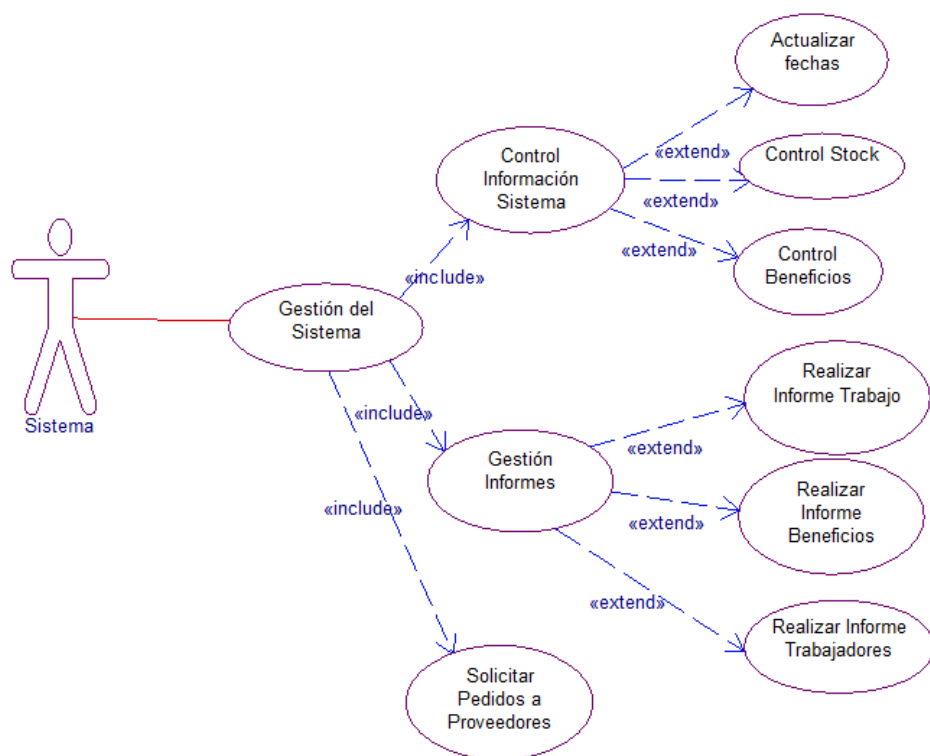 Actualizar
fechas
«extend»
Control
Información
Sistema
Control Stock
«extend»
«extend»
Control
Beneficios
«include»
Gestión del
Sistema
Sistema
Realizar
Informe Trabajo
«include»
«extend»
Gestión
Informes
Realizar
Informe
Beneficios
«include»
«extend»
«extend»
Realizar Informe
Trabajadores
Solicitar
Pedidos a
Proveedores